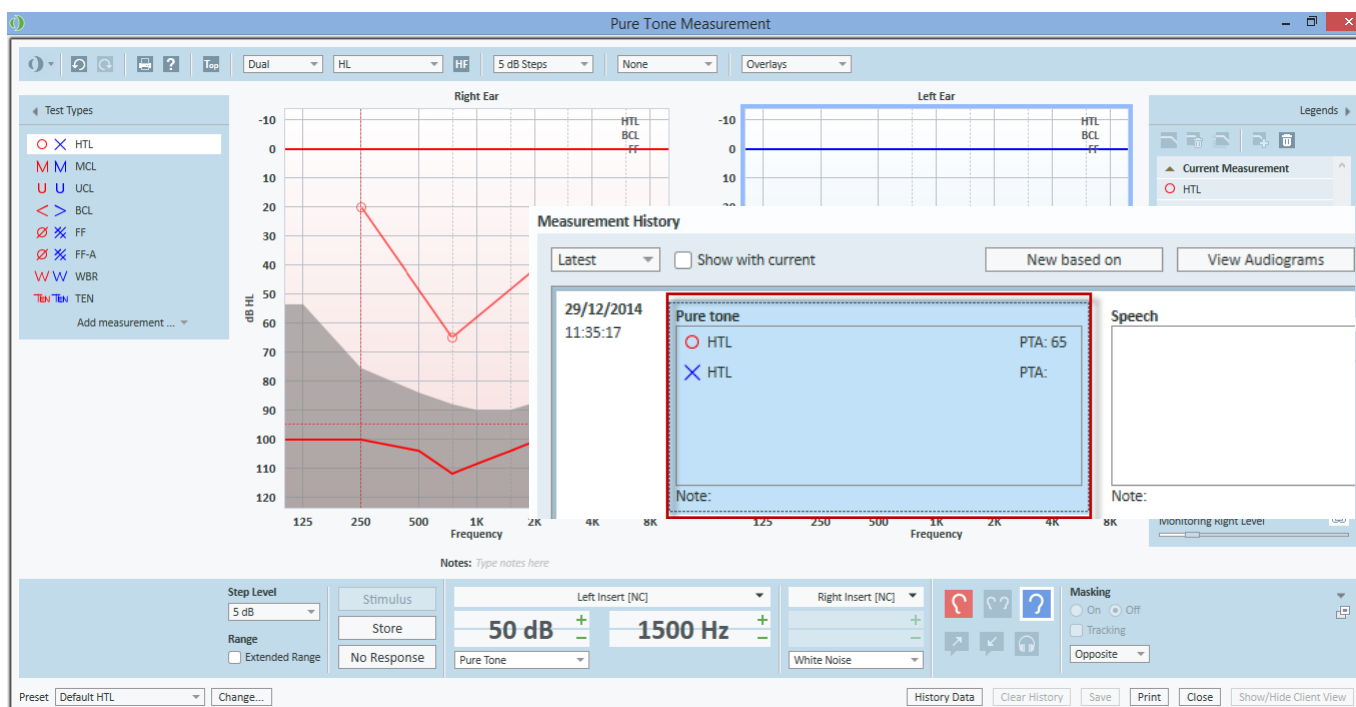 Pure Tone Measurement
Top Dual HL HF 5 dB Steps None Overlays
Test Types
HTL
M M MCL
U U UCL
BCL
FF
FF-A
W W WBR
TEN TEN TEN
Add measurement ...
Right Ear
-10
0
10
20
30
40
50
60
70
80
90
100
110
120
dB HL
HTL
BCL
FF
125 250 500 1K 2K 4K 8K
Frequency
Left Ear
-10
0
10
HTL
BCL
FF
125 250 500 1K 2K 4K 8K
Frequency
Legends
Current Measurement
HTL
Measurement History
Latest Show with current New based on View Audiograms
29/12/2014
11:35:17
Pure tone
HTL PTA: 65
HTL PTA:
Note:
Speech
Note:
Monitoring Right Level
Notes: Type notes here
Step Level
5 dB
Range
Extended Range
Stimulus
Store
No Response
Left Insert [NC]
50 dB + − 1500 Hz + −
Pure Tone
Right Insert [NC]
+ −
White Noise
Masking
On Off
Tracking
Opposite
Preset Default HTL Change... History Data Clear History Save Print Close Show/Hide Client View